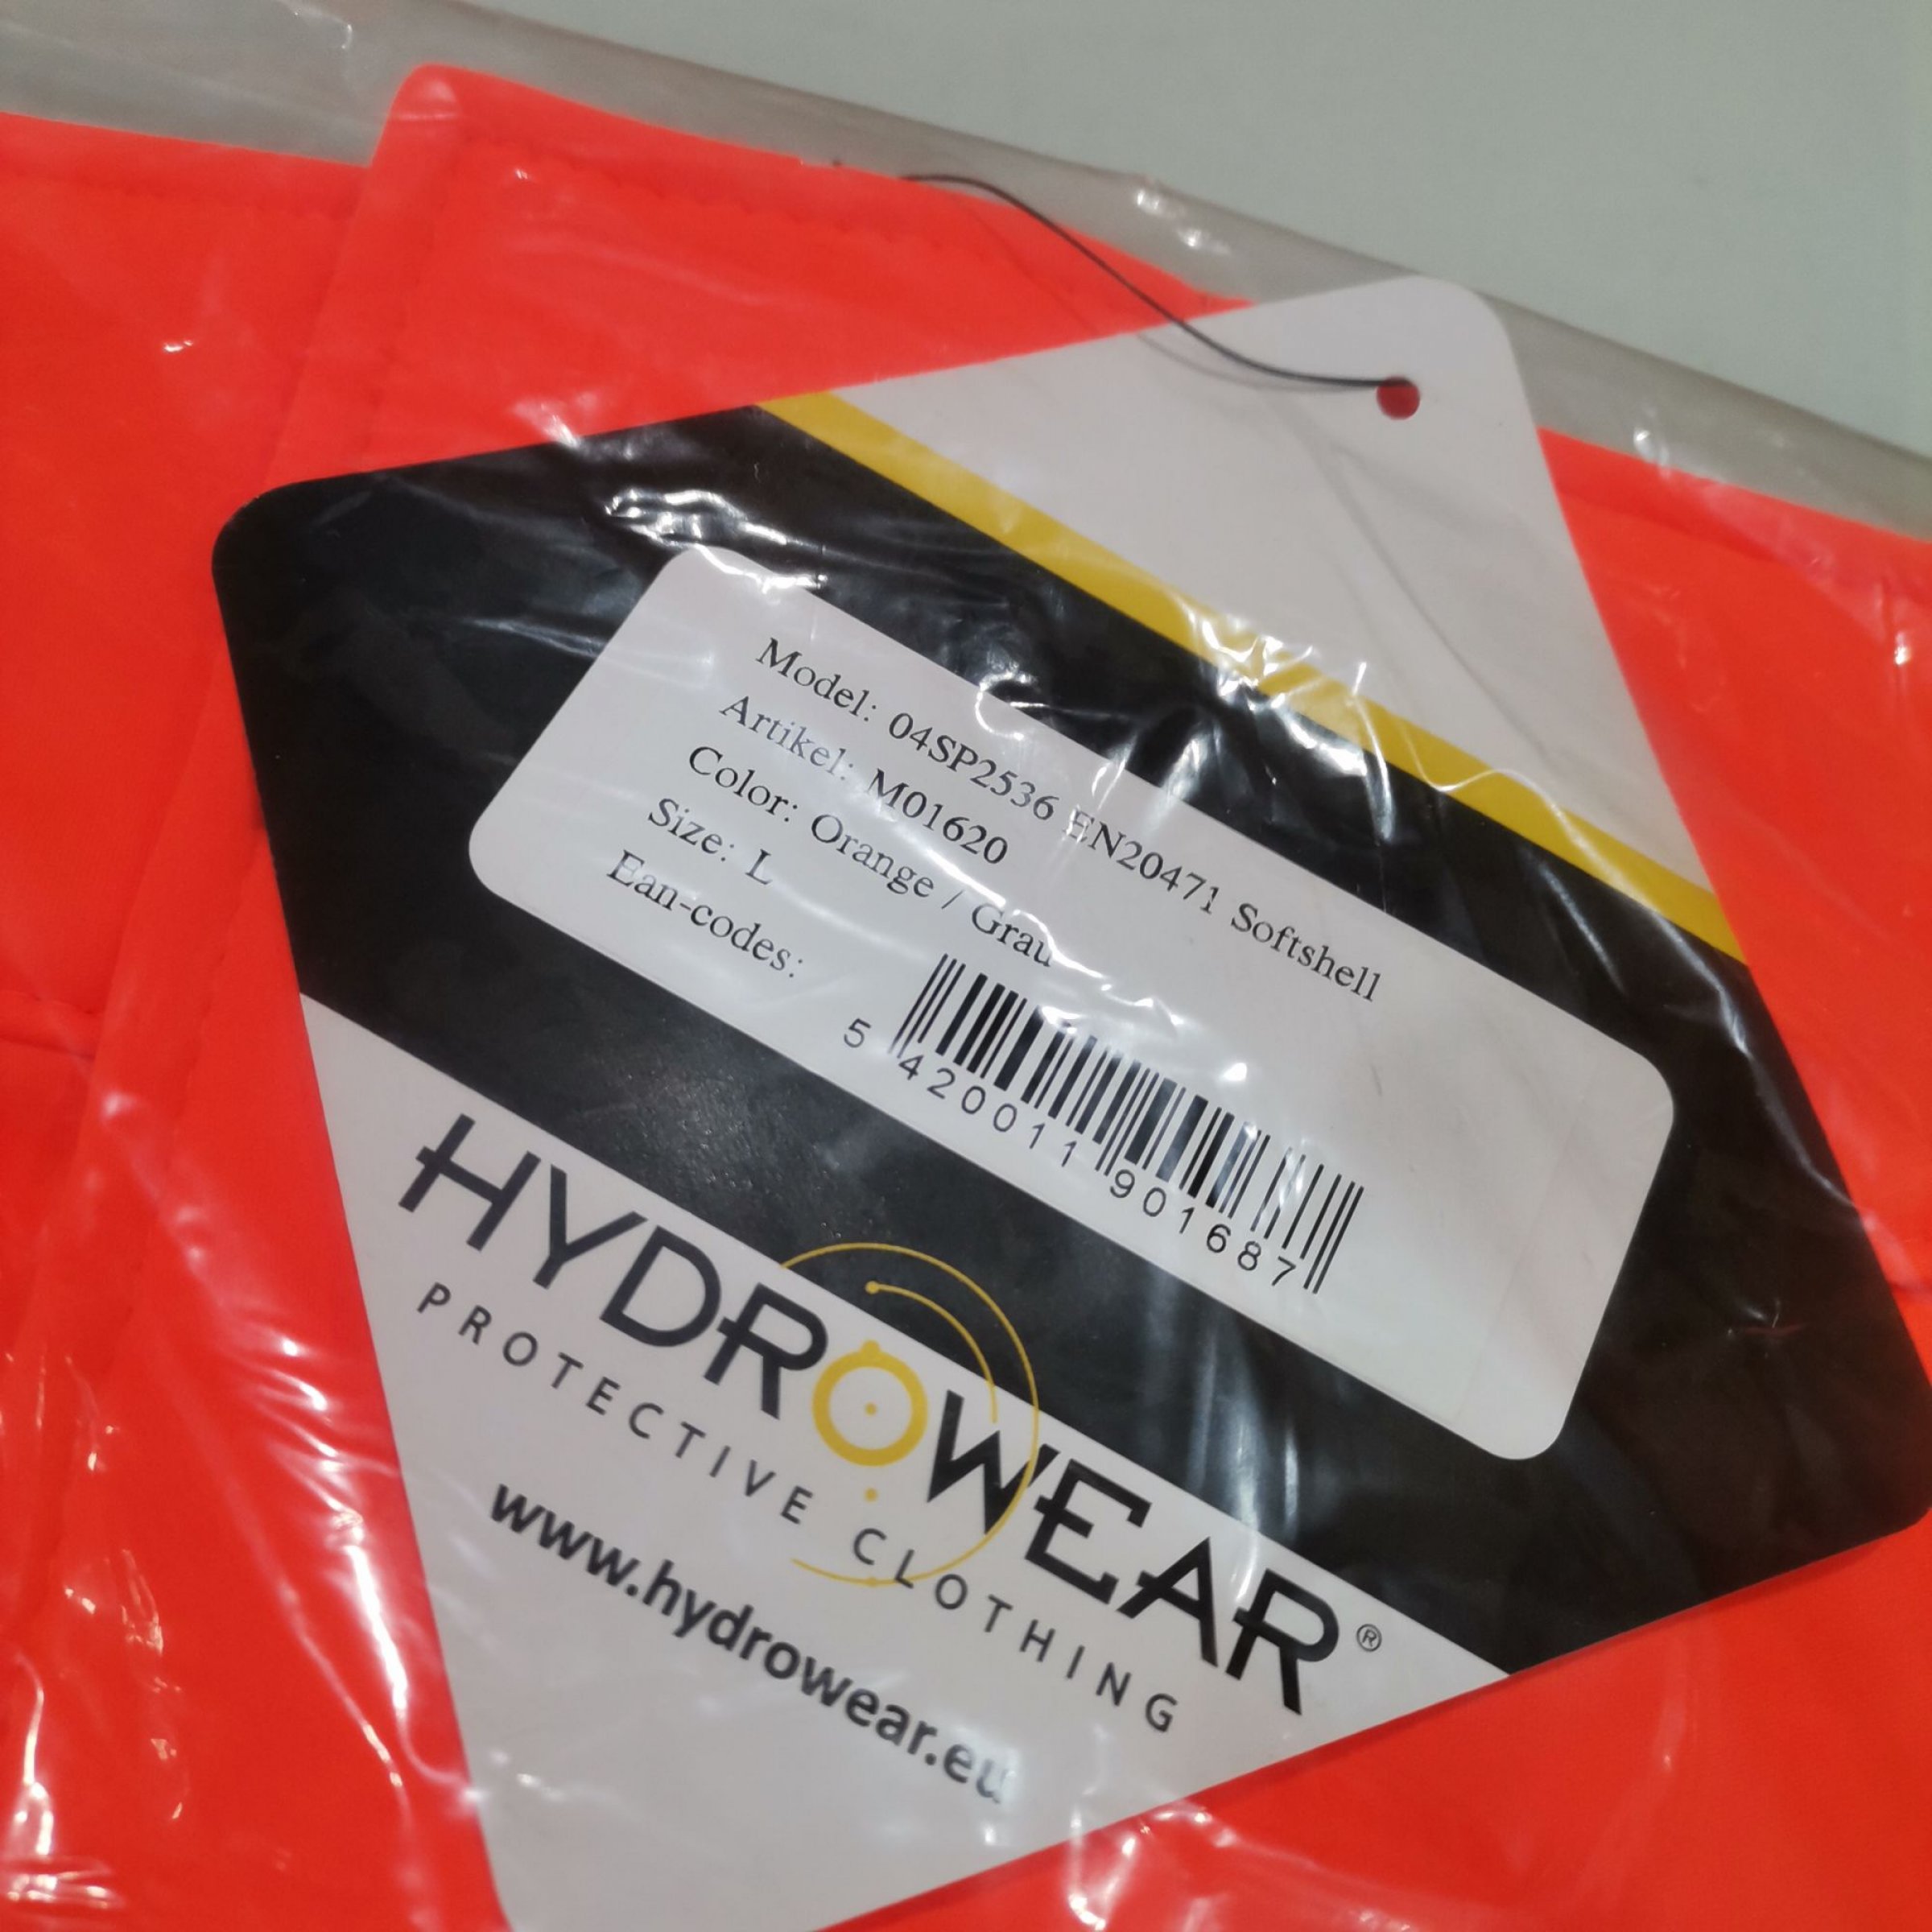 Model: 04SP2536 EN20471 Softshell
Artikel: M01620
Color: Orange / Grau
Size: L
Ean-codes:
5 420011 901687
HYDROWEAR®
PROTECTIVE CLOTHING
www.hydrowear.eu